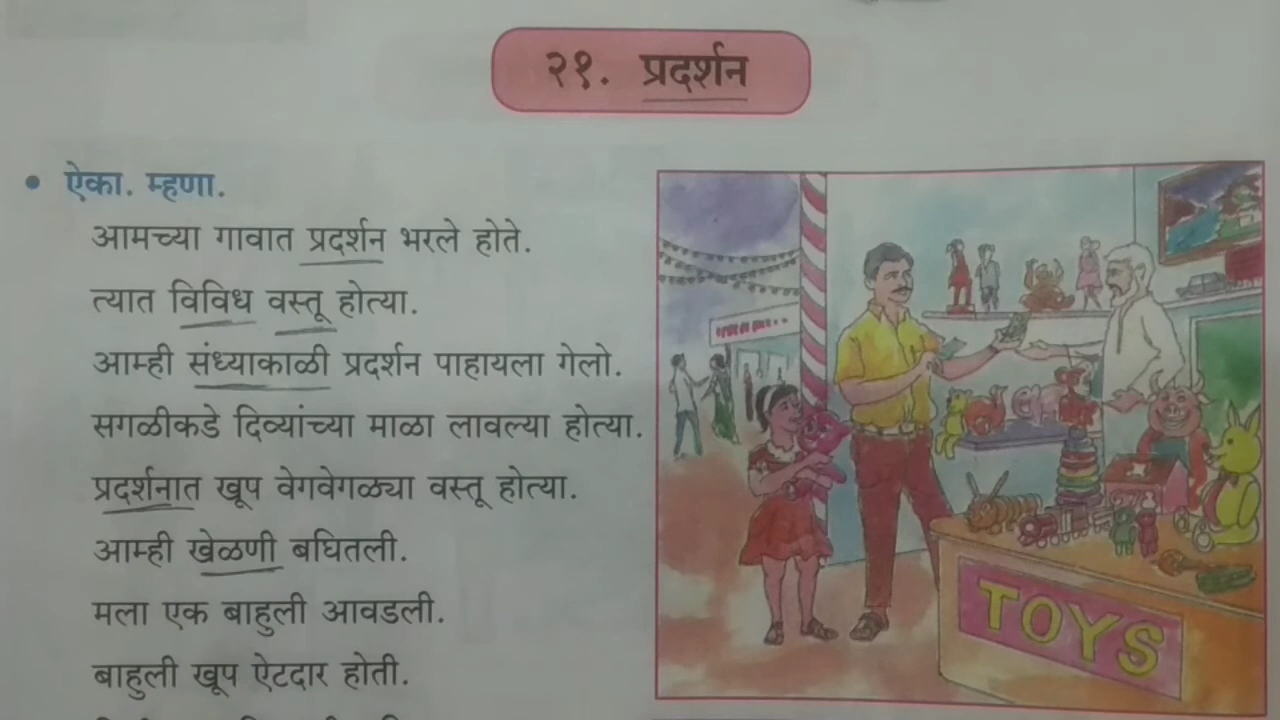 २१. प्रदर्शन
• ऐका. म्हणा.
आमच्या गावात प्रदर्शन भरले होते.
त्यात विविध वस्तू होत्या.
आम्ही संध्याकाळी प्रदर्शन पाहायला गेलो.
सगळीकडे दिव्यांच्या माळा लावल्या होत्या.
प्रदर्शनात खूप वेगवेगळ्या वस्तू होत्या.
आम्ही खेळणी बघितली.
मला एक बाहुली आवडली.
बाहुली खूप ऐटदार होती.
TOYS